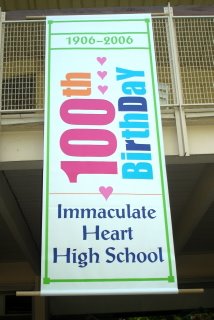 1906-2006
100th
BirthDaY
Immaculate
Heart
High School